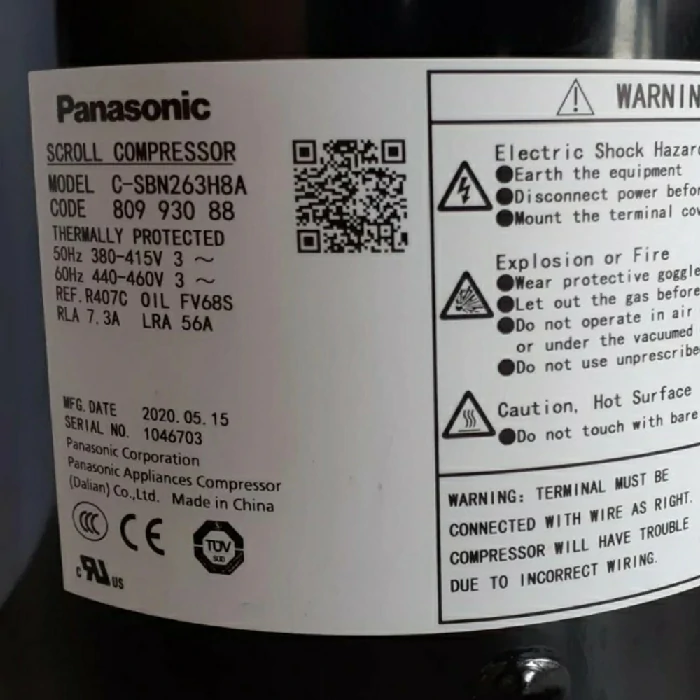 Panasonic
SCROLL COMPRESSOR
MODEL C-SBN263H8A
CODE 809 930 88
THERMALLY PROTECTED
50Hz 380-415V 3 ~
60Hz 440-460V 3 ~
REF.R407C OIL FV68S
RLA 7.3A LRA 56A
MFG.DATE 2020.05.15
SERIAL NO. 1046703
Panasonic Corporation
Panasonic Appliances Compressor
(Dalian) Co.,Ltd. Made in China
CCC CE TÜV SÜD
c RU US
WARNIN
Electric Shock Hazar
●Earth the equipment
●Disconnect power befor
●Mount the terminal cov
Explosion or Fire
●Wear protective goggle
●Let out the gas before
●Do not operate in air
or under the vacuumed
●Do not use unprescribe
Caution, Hot Surface
●Do not touch with bare
WARNING: TERMINAL MUST BE
CONNECTED WITH WIRE AS RIGHT.
COMPRESSOR WILL HAVE TROUBLE
DUE TO INCORRECT WIRING.